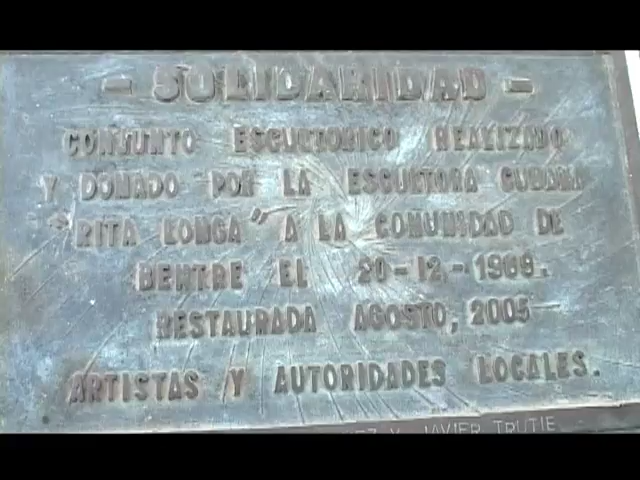 - SOLIDARIDAD -
CONJUNTO ESCULTORICO REALIZADO
Y DONADO POR LA ESCULTORA CUBANA
"RITA LONGA" A LA COMUNIDAD DE
BENTRE EL 20-12-1989.
RESTAURADA AGOSTO, 2005
ARTISTAS Y AUTORIDADES LOCALES.
Y JAVIER TRUTIE